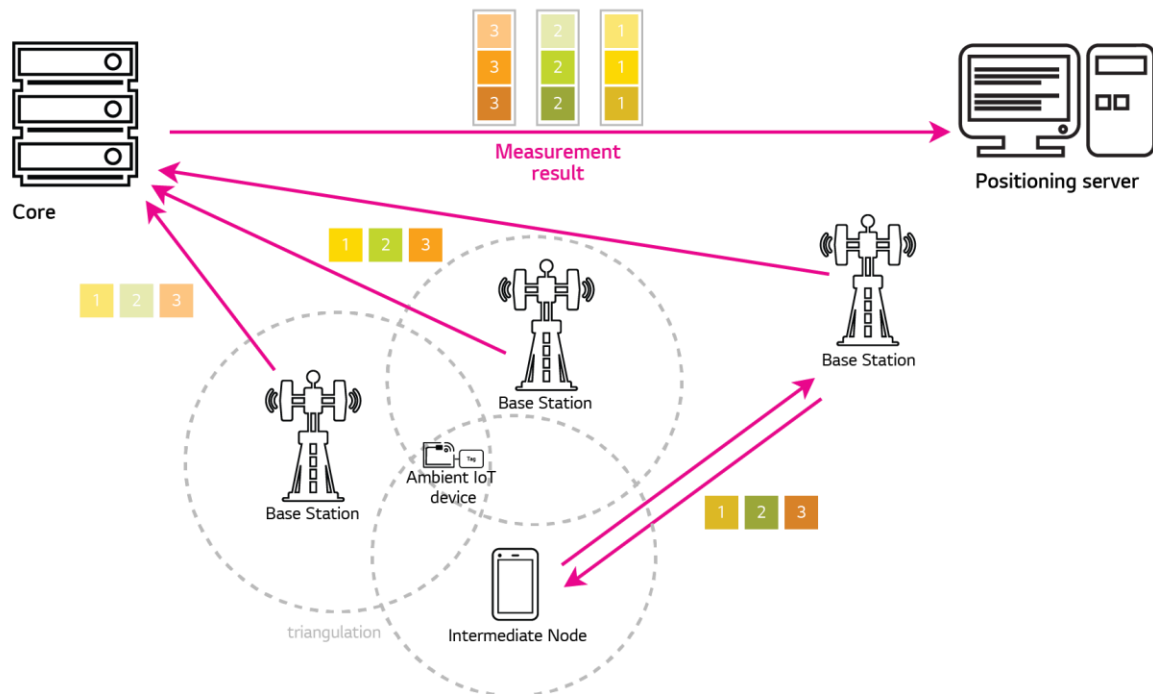 3 2 1
3 2 1
3 2 1
Measurement
result
Core
Positioning server
1 2 3
1 2 3
Base Station
Base Station
Base Station
Tag
Ambient IoT
device
1 2 3
triangulation
Intermediate Node